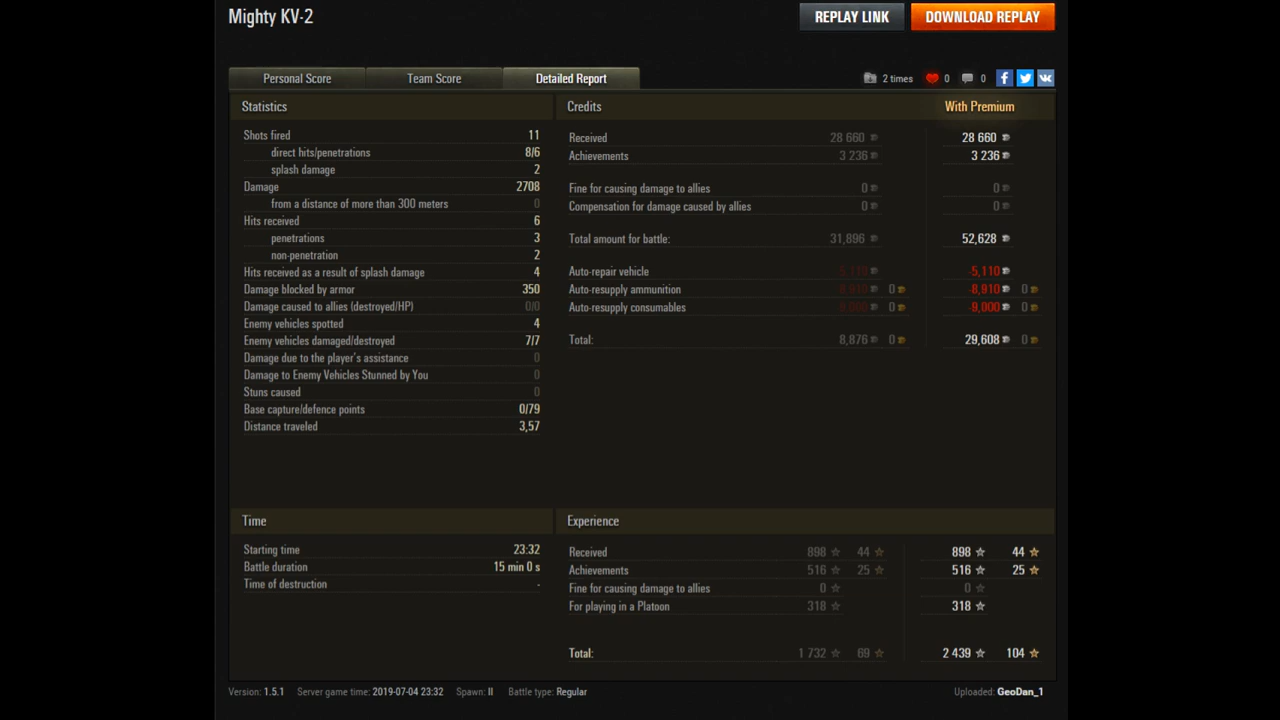 Mighty KV-2
REPLAY LINK
DOWNLOAD REPLAY
Personal Score
Team Score
Detailed Report
2 times
0
0
Statistics
Shots fired 11
direct hits/penetrations 8/6
splash damage 2
Damage 2708
from a distance of more than 300 meters 0
Hits received 6
penetrations 3
non-penetration 2
Hits received as a result of splash damage 4
Damage blocked by armor 350
Damage caused to allies (destroyed/HP) 0/0
Enemy vehicles spotted 4
Enemy vehicles damaged/destroyed 7/7
Damage due to the player's assistance 0
Damage to Enemy Vehicles Stunned by You 0
Stuns caused 0
Base capture/defence points 0/79
Distance traveled 3,57
Credits With Premium
Received 28 660 28 660
Achievements 3 236 3 236
Fine for causing damage to allies 0 0
Compensation for damage caused by allies 0 0
Total amount for battle: 31,896 52,628
Auto-repair vehicle -5,110 -5,110
Auto-resupply ammunition -8,910 0 -8,910 0
Auto-resupply consumables -9,000 0 -9,000 0
Total: 8,876 0 29,608 0
Time
Starting time 23:32
Battle duration 15 min 0 s
Time of destruction -
Experience
Received 898 44 898 44
Achievements 516 25 516 25
Fine for causing damage to allies 0 0
For playing in a Platoon 318 318
Total: 1 732 69 2 439 104
Version: 1.5.1 Server game time: 2019-07-04 23:32 Spawn: II Battle type: Regular Uploaded: GeoDan_1